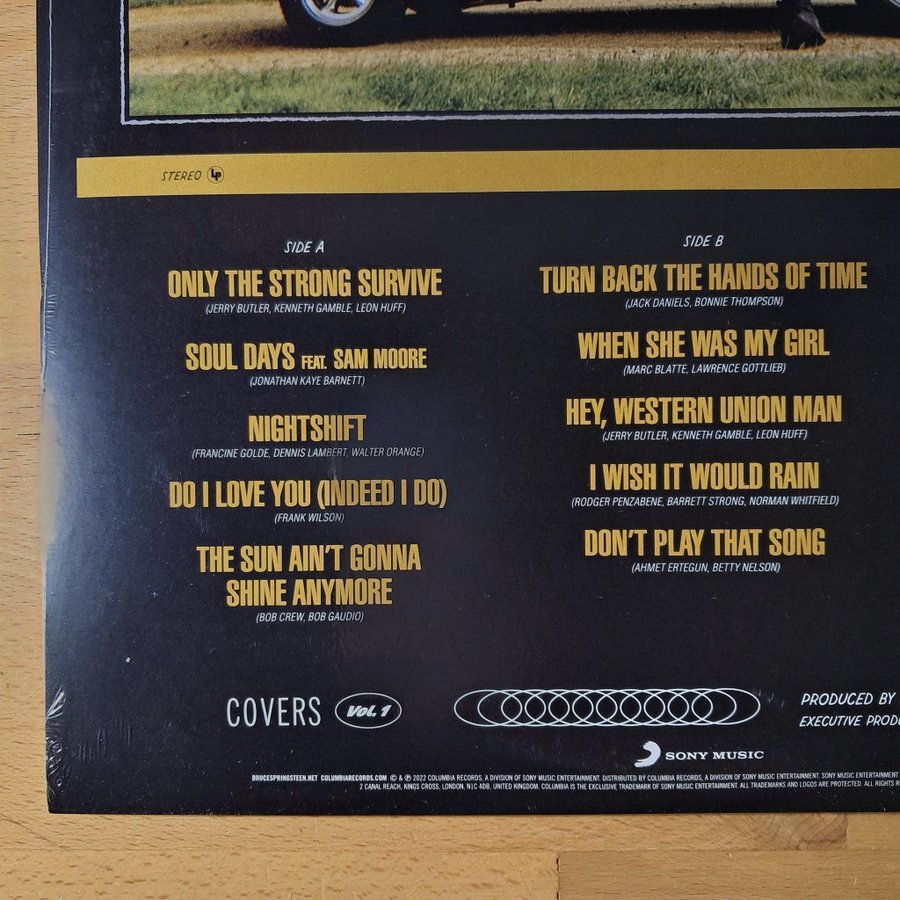 STEREO LP
SIDE A
ONLY THE STRONG SURVIVE
(JERRY BUTLER, KENNETH GAMBLE, LEON HUFF)
SOUL DAYS FEAT. SAM MOORE
(JONATHAN KAYE BARNETT)
NIGHTSHIFT
(FRANCINE GOLDE, DENNIS LAMBERT, WALTER ORANGE)
DO I LOVE YOU (INDEED I DO)
(FRANK WILSON)
THE SUN AIN'T GONNA
SHINE ANYMORE
(BOB CREW, BOB GAUDIO)
SIDE B
TURN BACK THE HANDS OF TIME
(JACK DANIELS, BONNIE THOMPSON)
WHEN SHE WAS MY GIRL
(MARC BLATTE, LAWRENCE GOTTLIEB)
HEY, WESTERN UNION MAN
(JERRY BUTLER, KENNETH GAMBLE, LEON HUFF)
I WISH IT WOULD RAIN
(RODGER PENZABENE, BARRETT STRONG, NORMAN WHITFIELD)
DON'T PLAY THAT SONG
(AHMET ERTEGUN, BETTY NELSON)
COVERS Vol. 1
PRODUCED BY
EXECUTIVE
SONY MUSIC
BRUCESPRINGSTEEN.NET COLUMBIARECORDS.COM © & ℗ 2022 COLUMBIA RECORDS, A DIVISION OF SONY MUSIC ENTERTAINMENT. DISTRIBUTED BY COLUMBIA RECORDS, A DIVISION OF SONY MUSIC ENTERTAINMENT, SONY MUSIC ENTERTAINMENT
2 CANAL REACH, KINGS CROSS, LONDON, N1C 4DB, UNITED KINGDOM. COLUMBIA IS THE EXCLUSIVE TRADEMARK OF SONY MUSIC ENTERTAINMENT. ALL TRADEMARKS AND LOGOS ARE PROTECTED. ALL RIGHTS